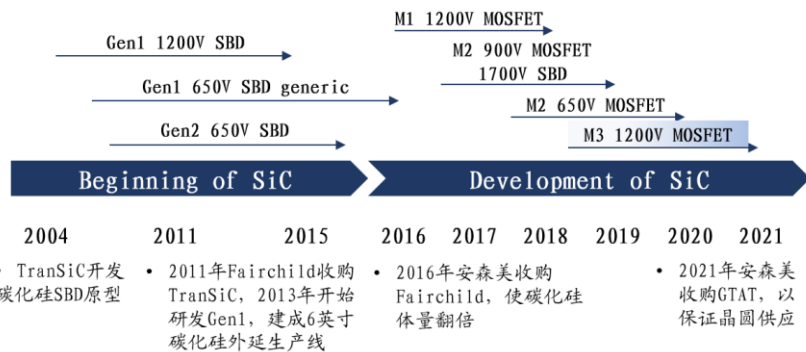 M1 1200V MOSFET
Gen1 1200V SBD
M2 900V MOSFET
1700V SBD
Gen1 650V SBD generic
M2 650V MOSFET
Gen2 650V SBD
M3 1200V MOSFET
Beginning of SiC
Development of SiC
2004
2011
2015
2016
2017
2018
2019
2020
2021
TranSiC开发
碳化硅SBD原型
• 2011年Fairchild收购
TranSiC, 2013年开始
研发Gen1, 建成6英寸
碳化硅外延生产线
• 2016年安森美收购
Fairchild, 使碳化硅
体量翻倍
• 2021年安森美
收购GTAT, 以
保证晶圆供应